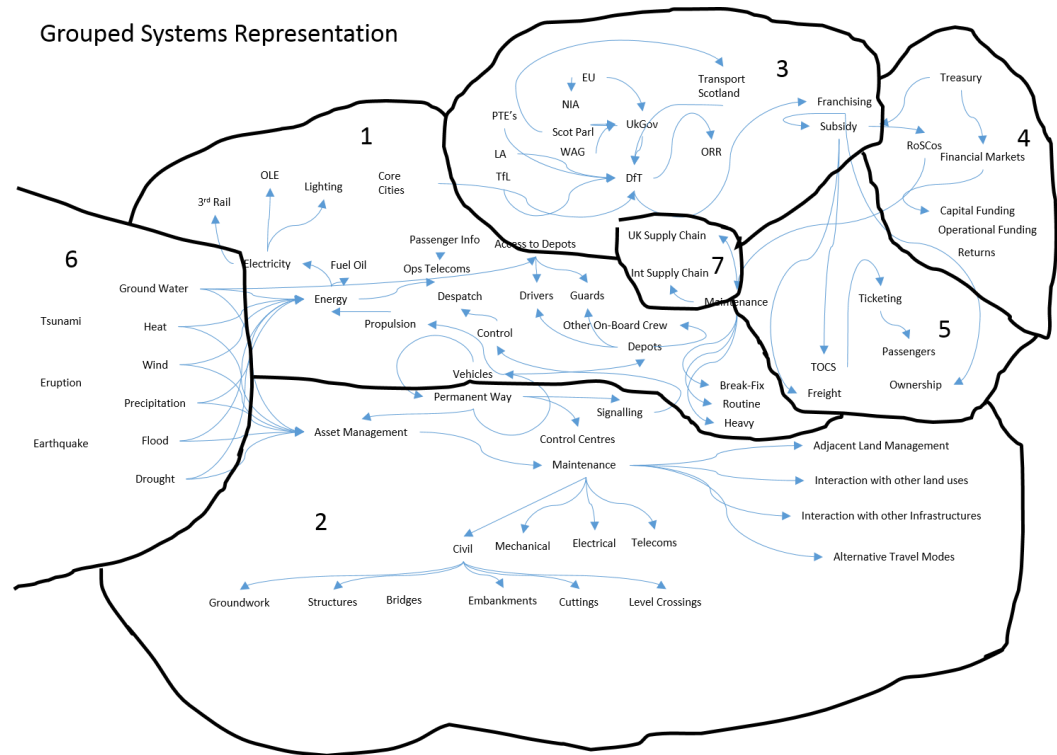 Grouped Systems Representation
3
EU
Transport
Scotland
Treasury
NIA
Franchising
PTE's
Scot Parl
UkGov
Subsidy
4
1
WAG
ORR
RoSCos
LA
Financial Markets
OLE
Lighting
Core
Cities
TfL
DfT
3rd Rail
Capital Funding
Operational Funding
UK Supply Chain
Passenger Info
Access to Depots
Returns
6
Electricity
Fuel Oil
Ops Telecoms
Int Supply Chain
7
Ground Water
Energy
Despatch
Drivers
Guards
Maintenance
Ticketing
Tsunami
Heat
Propulsion
Control
Other On-Board Crew
5
Depots
Passengers
Wind
Vehicles
TOCS
Eruption
Break-Fix
Ownership
Permanent Way
Freight
Precipitation
Routine
Signalling
Heavy
Earthquake
Flood
Asset Management
Control Centres
Adjacent Land Management
Maintenance
Drought
Interaction with other land uses
2
Interaction with other Infrastructures
Civil
Mechanical
Electrical
Telecoms
Alternative Travel Modes
Groundwork
Structures
Bridges
Embankments
Cuttings
Level Crossings